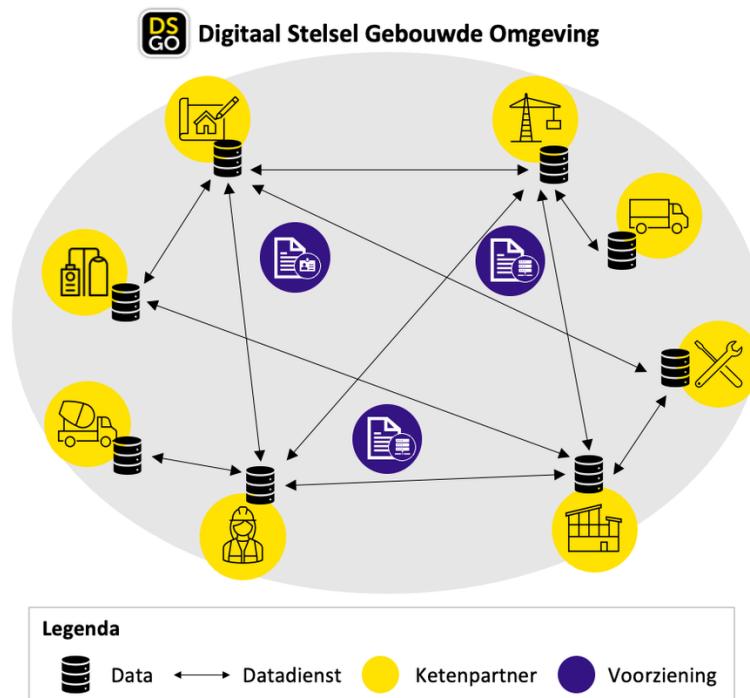 DS
GO
Digitaal Stelsel Gebouwde Omgeving
Legenda
Data
Datadienst
Ketenpartner
Voorziening